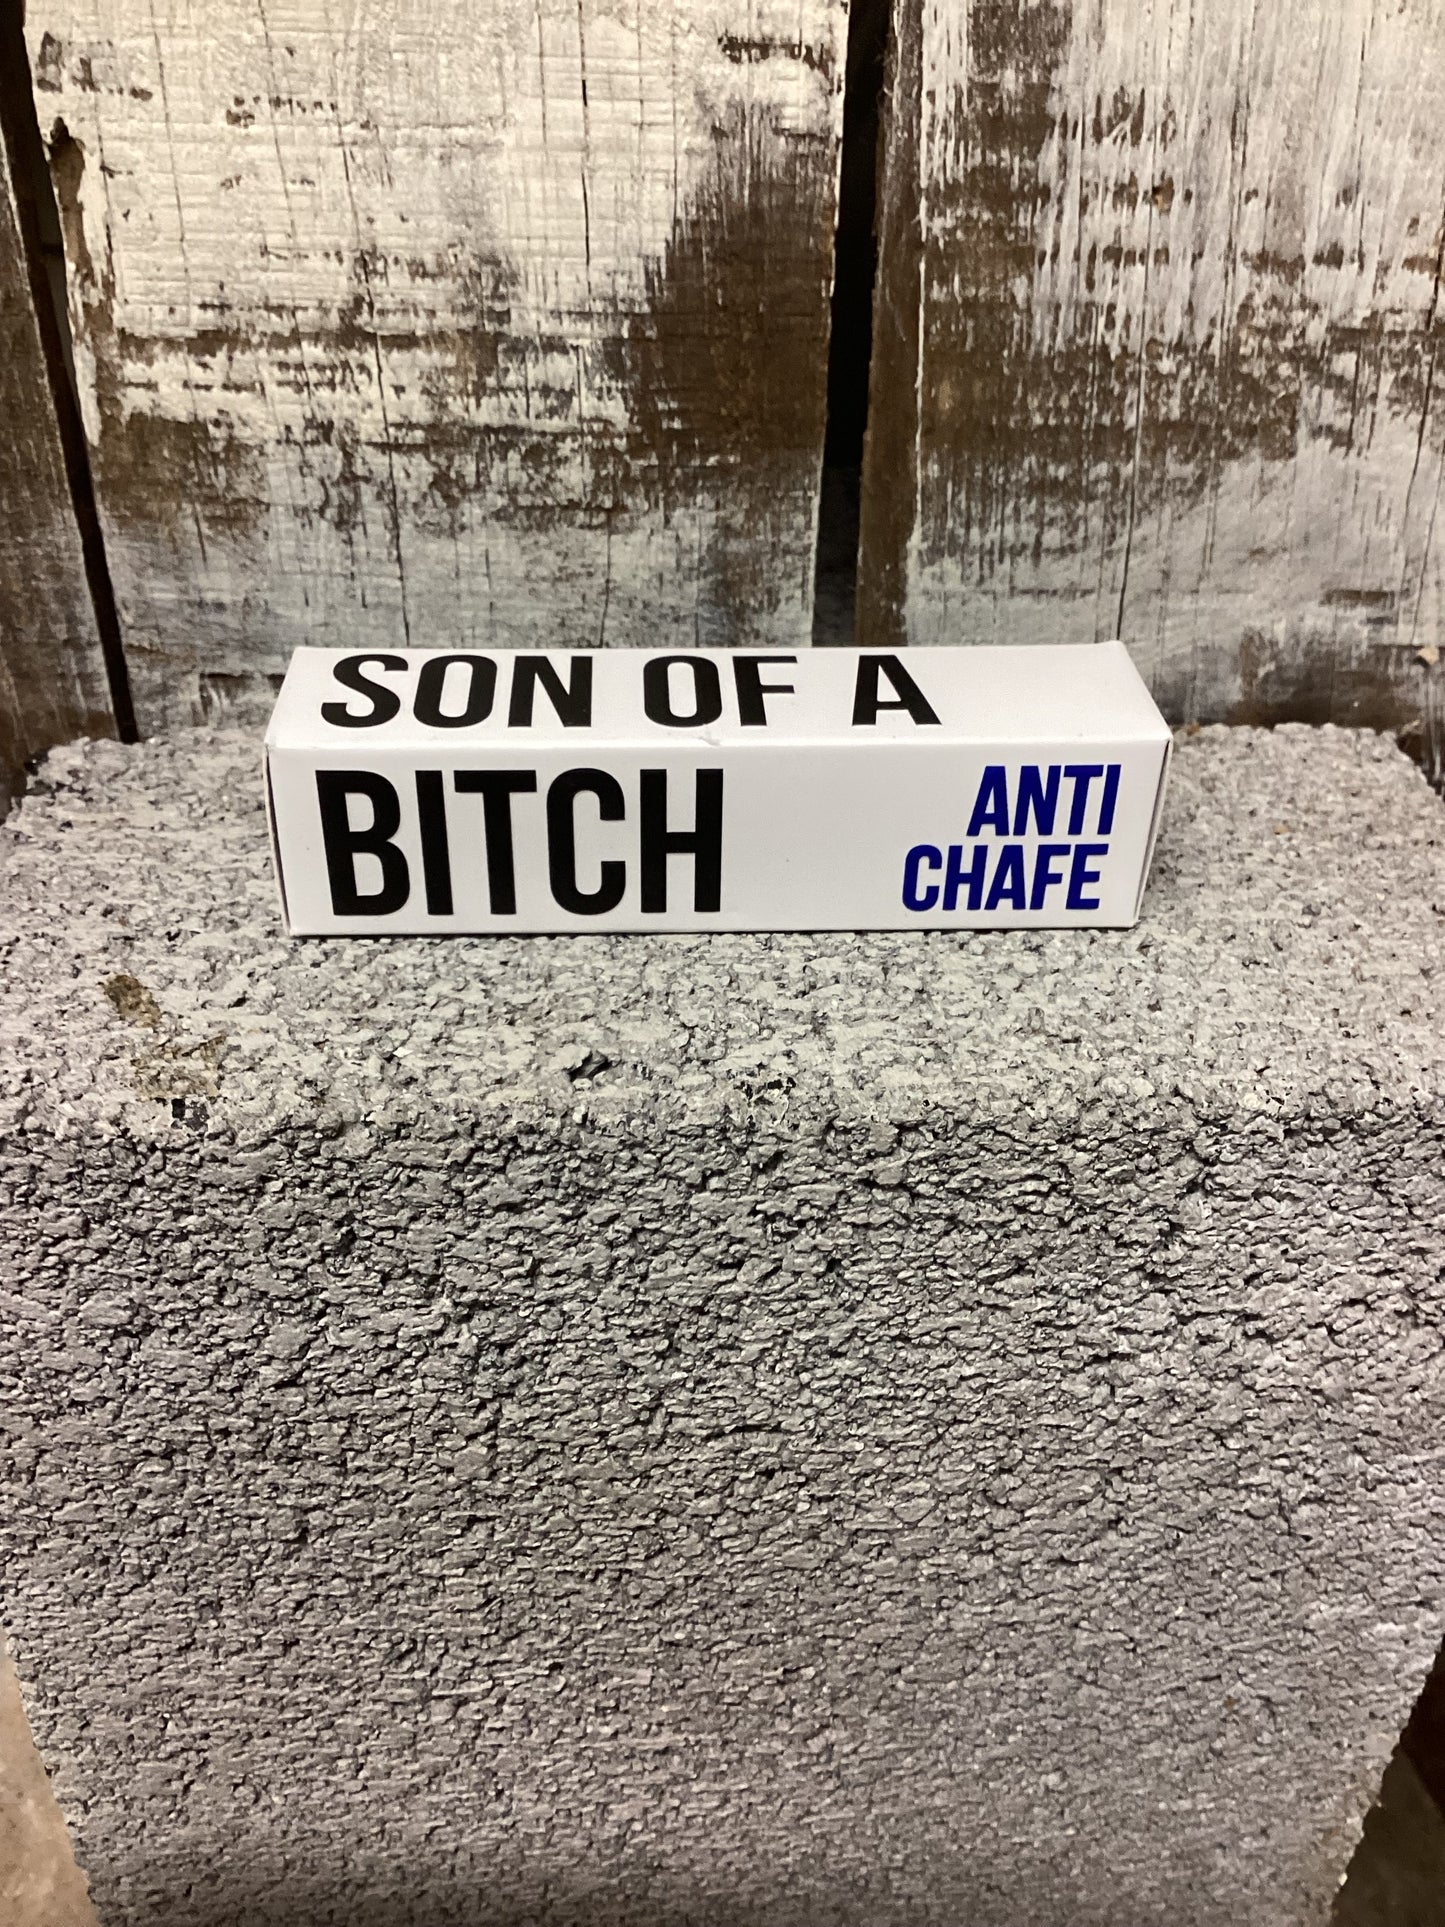 SON OF A
BITCH
ANTI
CHAFE